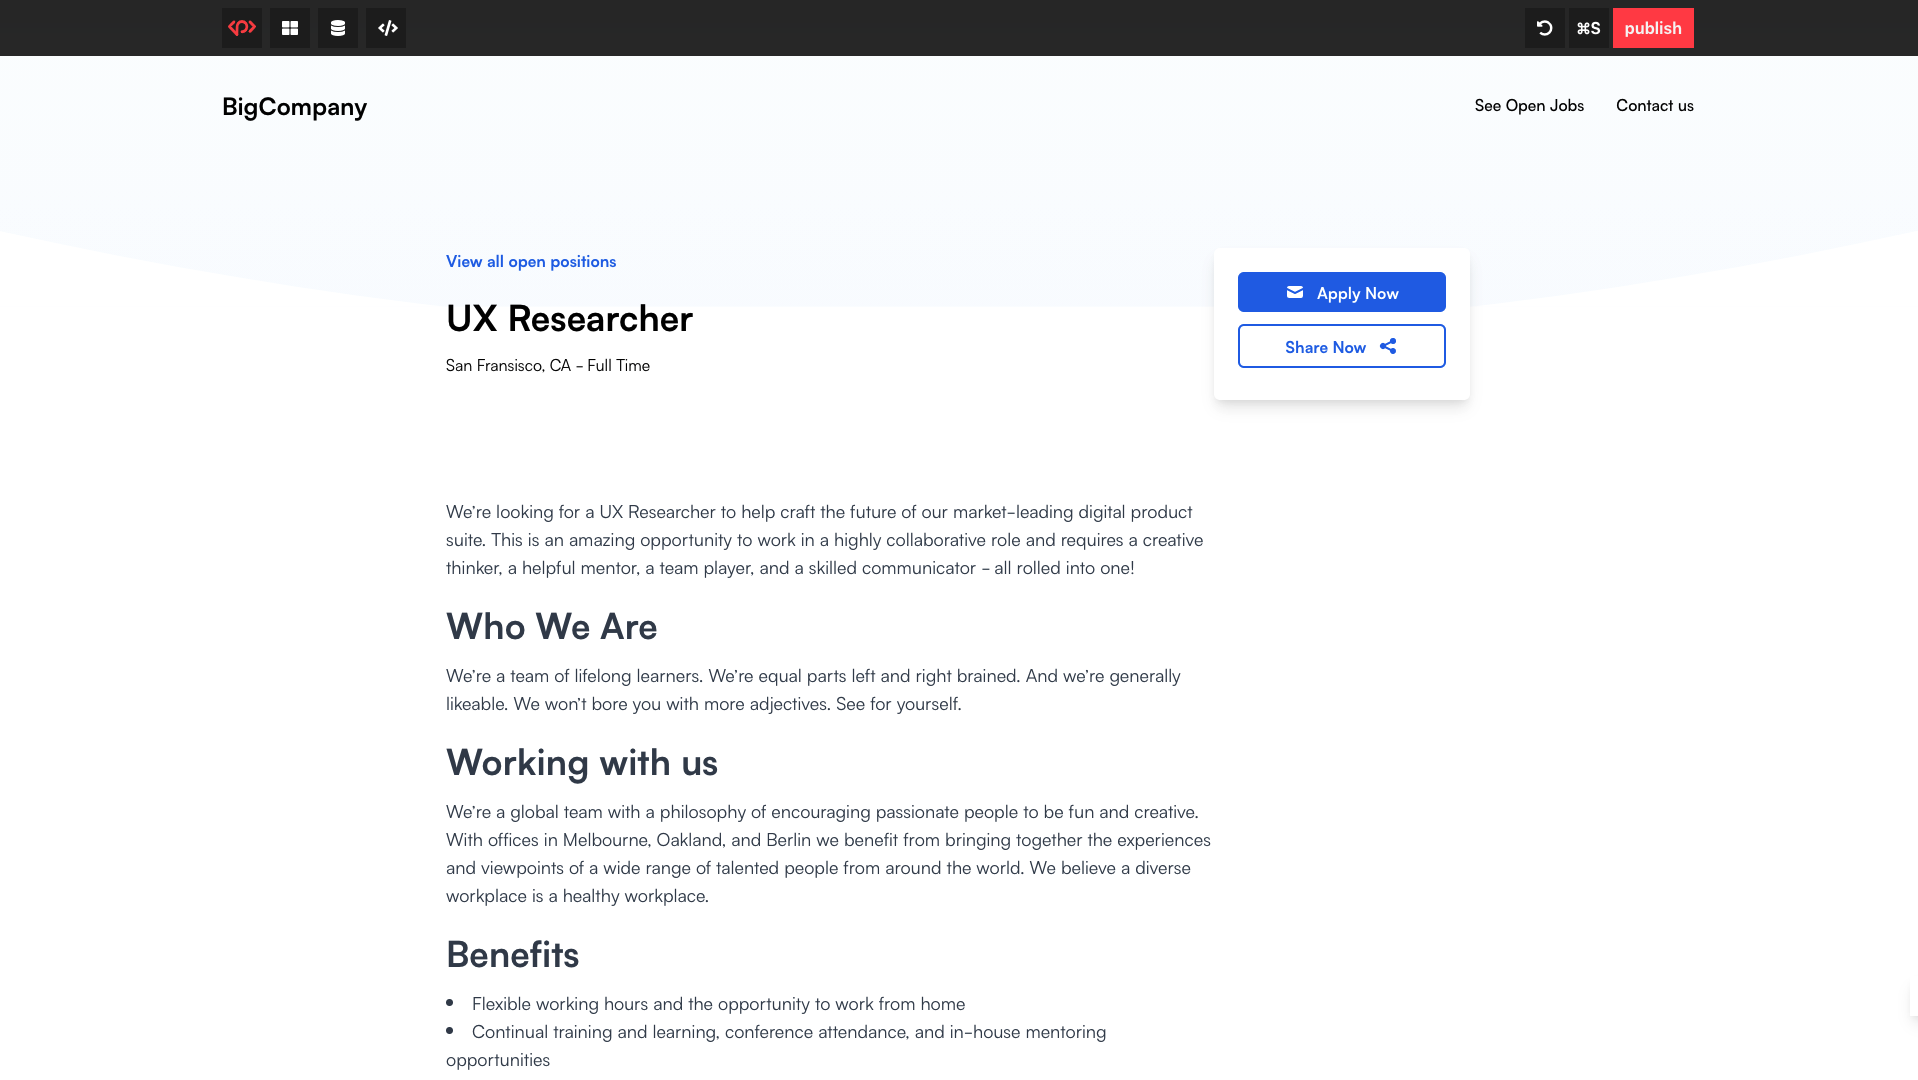 ⌘S
publish
BigCompany
See Open Jobs
Contact us
View all open positions
UX Researcher
San Fransisco, CA - Full Time
Apply Now
Share Now
We’re looking for a UX Researcher to help craft the future of our market-leading digital product
suite. This is an amazing opportunity to work in a highly collaborative role and requires a creative
thinker, a helpful mentor, a team player, and a skilled communicator - all rolled into one!
Who We Are
We’re a team of lifelong learners. We’re equal parts left and right brained. And we’re generally
likeable. We won’t bore you with more adjectives. See for yourself.
Working with us
We’re a global team with a philosophy of encouraging passionate people to be fun and creative.
With offices in Melbourne, Oakland, and Berlin we benefit from bringing together the experiences
and viewpoints of a wide range of talented people from around the world. We believe a diverse
workplace is a healthy workplace.
Benefits
• Flexible working hours and the opportunity to work from home
• Continual training and learning, conference attendance, and in-house mentoring
opportunities